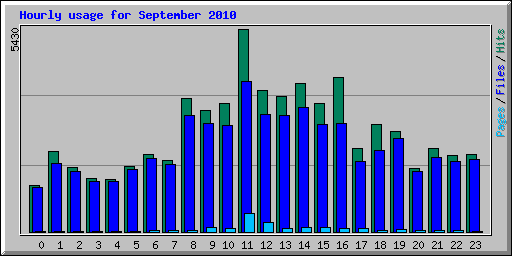 Hourly usage for September 2010
5430
Pages / Files / Hits
0 1 2 3 4 5 6 7 8 9 10 11 12 13 14 15 16 17 18 19 20 21 22 23